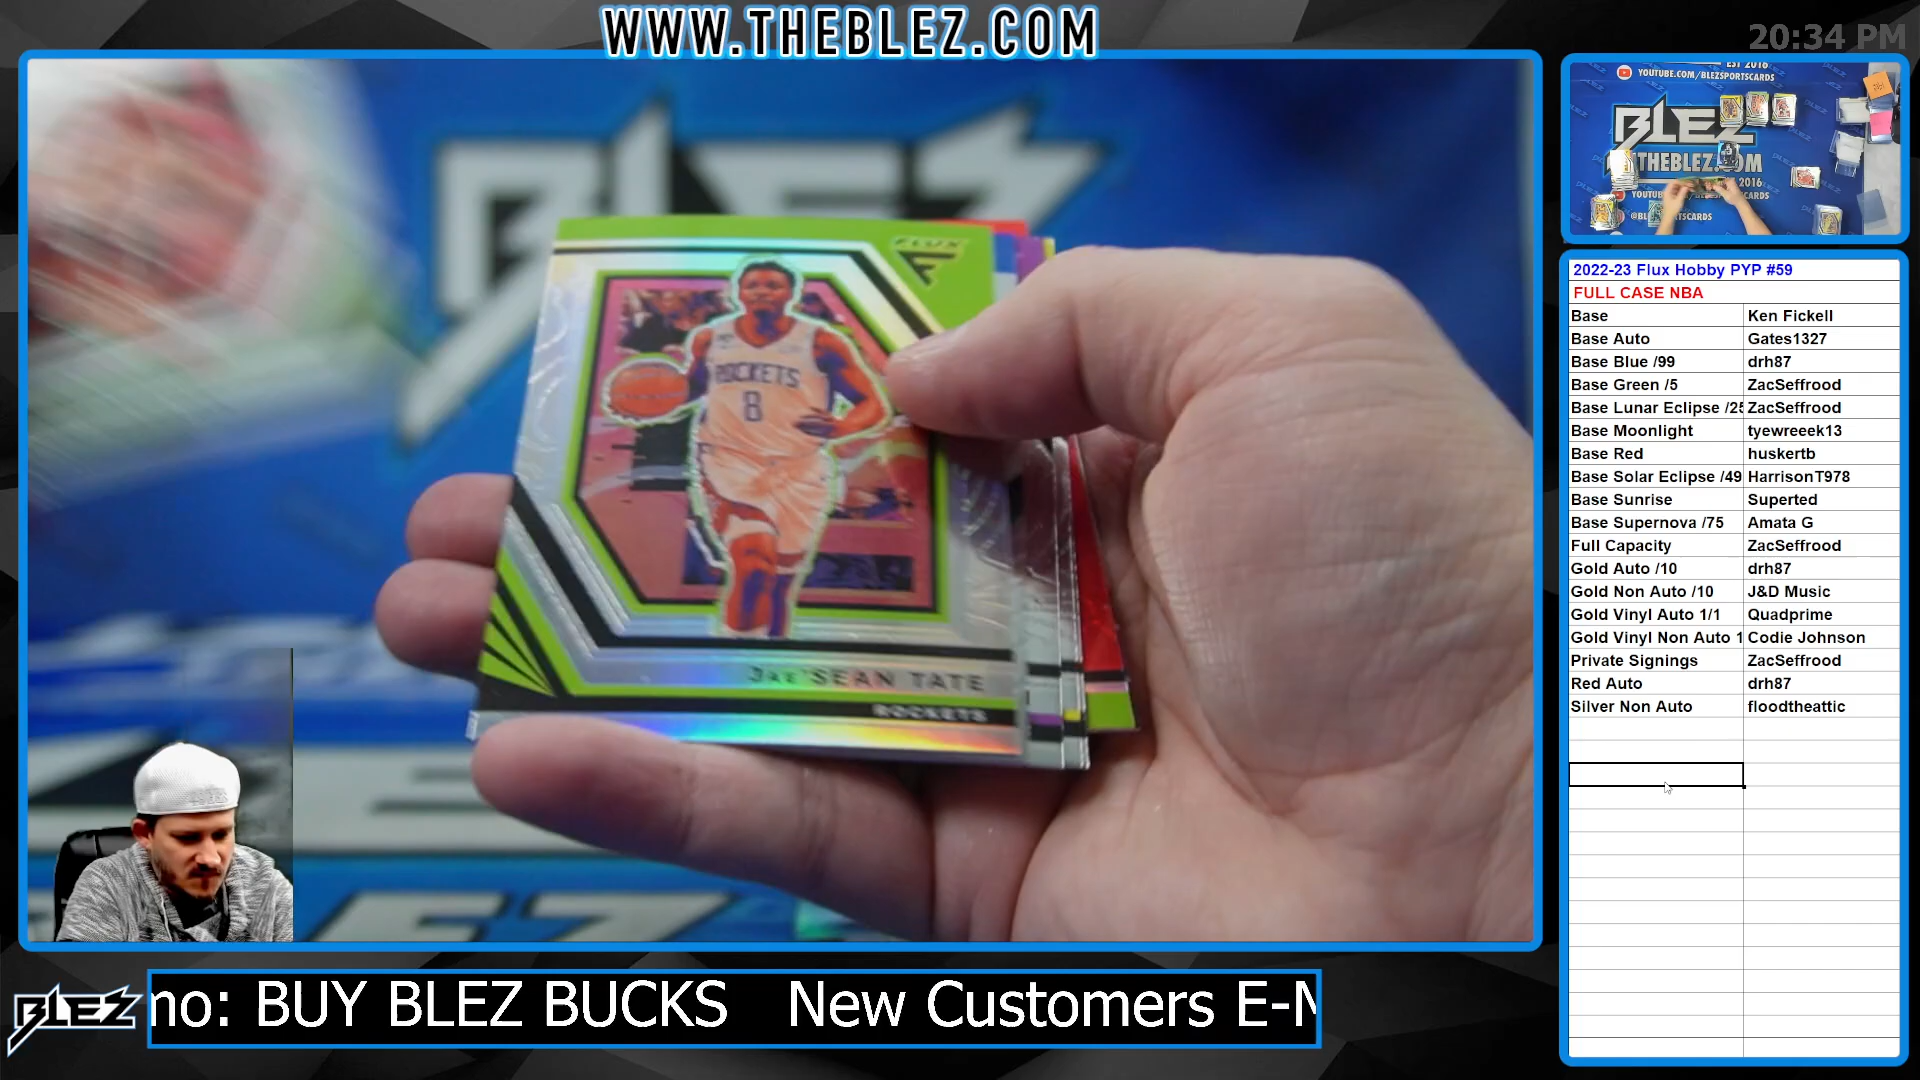 WWW.THEBLEZ.COM
20:34 PM
EST 2016
YOUTUBE.COM/BLEZSPORTSCARDS
BLEZ
THEBLEZ
2016
BLEZ
FLUX
ROCKETS
8
JAE'SEAN TATE
ROCKETS
2022-23 Flux Hobby PYP #59
FULL CASE NBA
Base Ken Fickell
Base Auto Gates1327
Base Blue /99 drh87
Base Green /5 ZacSeffrood
Base Lunar Eclipse /25 ZacSeffrood
Base Moonlight tyewreeek13
Base Red huskertb
Base Solar Eclipse /49 HarrisonT978
Base Sunrise Superted
Base Supernova /75 Amata G
Full Capacity ZacSeffrood
Gold Auto /10 drh87
Gold Non Auto /10 J&D Music
Gold Vinyl Auto 1/1 Quadprime
Gold Vinyl Non Auto 1 Codie Johnson
Private Signings ZacSeffrood
Red Auto drh87
Silver Non Auto floodtheattic
BLEZ
no: BUY BLEZ BUCKS New Customers E-